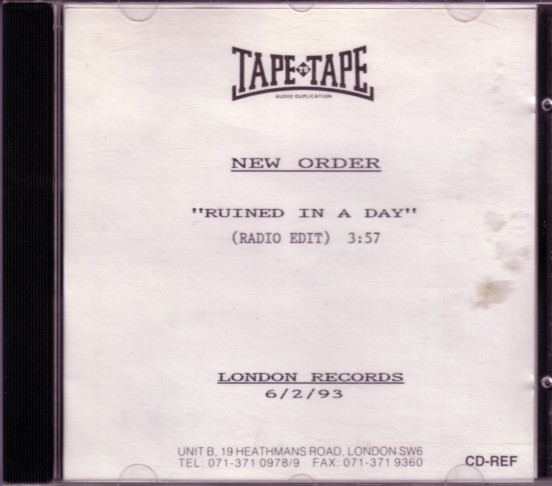 TAPE TO TAPE
AUDIO DUPLICATION
NEW ORDER
"RUINED IN A DAY"
(RADIO EDIT) 3:57
LONDON RECORDS
6/2/93
UNIT B, 19 HEATHMANS ROAD, LONDON SW6
TEL: 071-371 0978/9 FAX: 071-371 9360
CD-REF